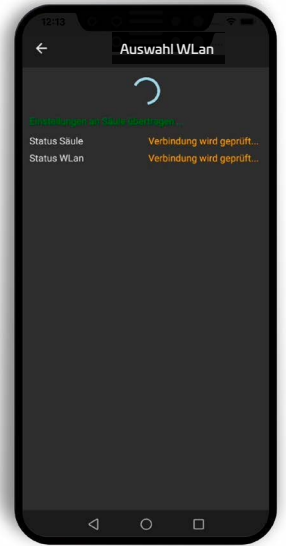 12:13
Auswahl WLan
Einstellungen an Säule übertragen...
Status Säule Verbindung wird geprüft...
Status WLan Verbindung wird geprüft...